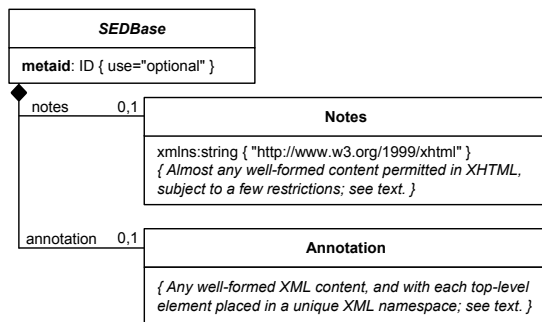 SEDBase
metaid: ID { use="optional" }
notes 0,1
Notes
xmlns:string { "http://www.w3.org/1999/xhtml" }
{ Almost any well-formed content permitted in XHTML,
subject to a few restrictions; see text. }
annotation 0,1
Annotation
{ Any well-formed XML content, and with each top-level
element placed in a unique XML namespace; see text. }